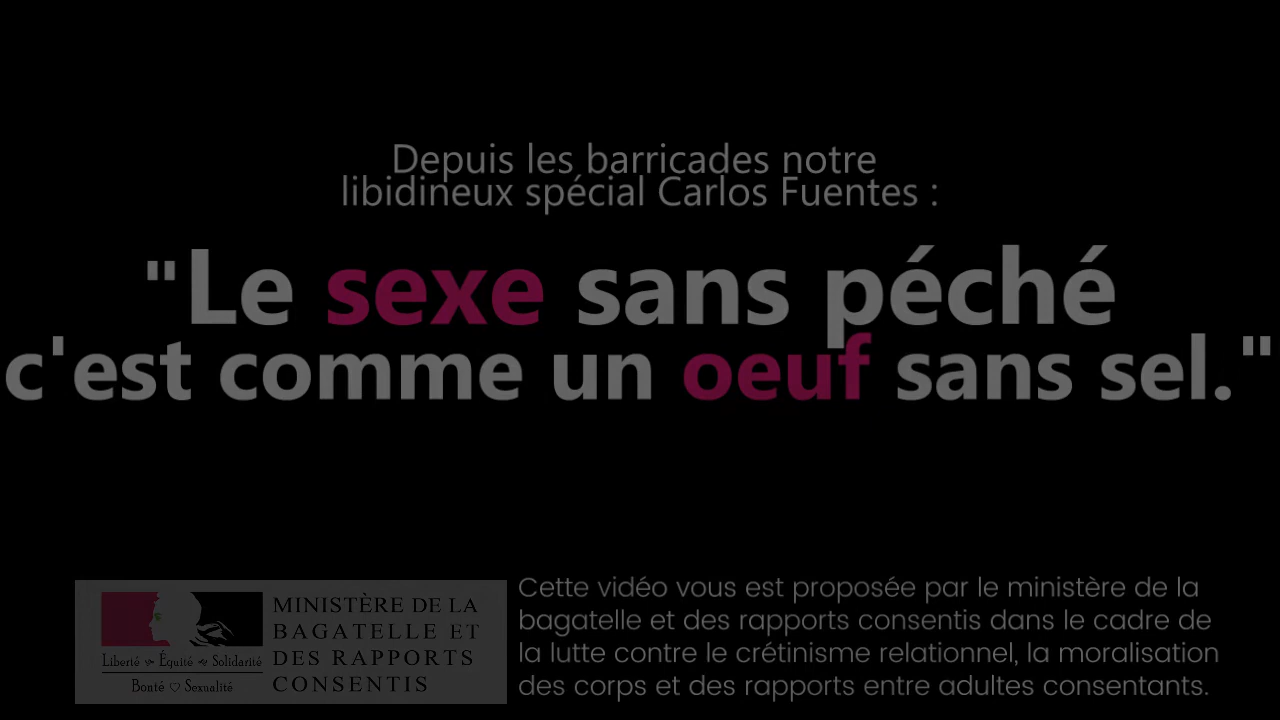 Depuis les barricades notre
libidineux spécial Carlos Fuentes :
"Le sexe sans péché
c'est comme un oeuf sans sel."
Liberté Équité Solidarité
Bonté ♡ Sexualité
MINISTÈRE DE LA
BAGATELLE ET
DES RAPPORTS
CONSENTIS
Cette vidéo vous est proposée par le ministère de la
bagatelle et des rapports consentis dans le cadre de
la lutte contre le crétinisme relationnel, la moralisation
des corps et des rapports entre adultes consentants.